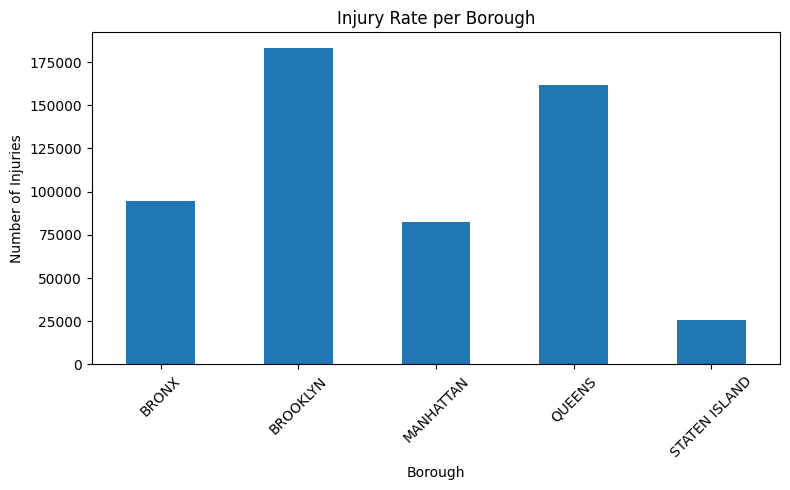 Injury Rate per Borough
Number of Injuries
175000
150000
125000
100000
75000
50000
25000
0
BRONX
BROOKLYN
MANHATTAN
QUEENS
STATEN ISLAND
Borough